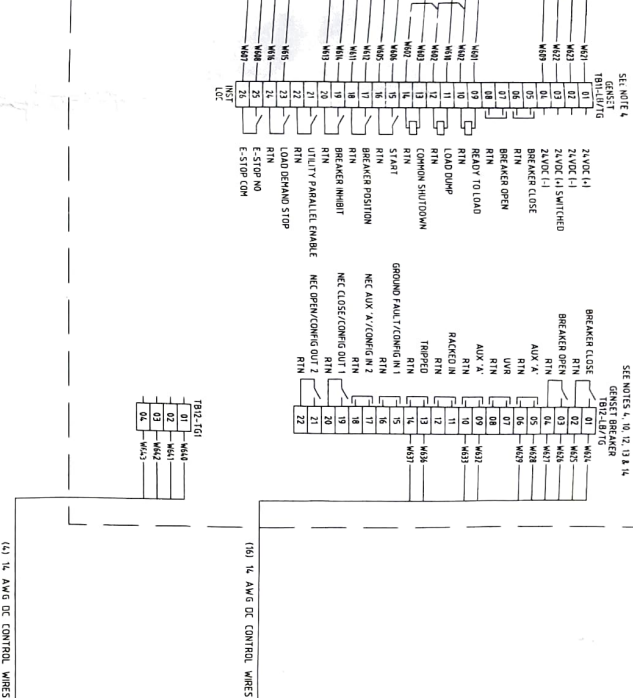 SEE NOTE 4
GENSET
TB11-LB/TG
W621 01 24VDC (+)
W623 02 24VDC (-)
W622 03 24VDC (+) SWITCHED
W609 04 24VDC (-)
05 BREAKER CLOSE
06 RTN
07 BREAKER OPEN
08 RTN
W601 09 READY TO LOAD
W602 10 RTN
W610 11 LOAD DUMP
W602 12 RTN
W603 13 COMMON SHUTDOWN
W602 14 RTN
W606 15 START
W605 16 RTN
W612 17 BREAKER POSITION
W611 18 RTN
W614 19 BREAKER INHIBIT
W613 20 RTN
21 UTILITY PARALLEL ENABLE
22 RTN
W615 23 LOAD DEMAND STOP
W616 24 RTN
W608 25 E-STOP NO
W607 26 E-STOP COM
INST
LOC
SEE NOTES 4, 10, 12, 13 & 14
GENSET BREAKER
TB12-LB/TG
BREAKER CLOSE 01 W624
RTN 02 W625
BREAKER OPEN 03 W626
RTN 04 W627
AUX 'A' 05 W628
RTN 06 W629
UVR 07
RTN 08
AUX 'A' 09 W632
RTN 10 W633
RACKED IN 11
RTN 12
TRIPPED 13 W636
RTN 14 W637
GROUND FAULT/CONFIG IN 1 15
RTN 16
NEC AUX 'A'/CONFIG IN 2 17
RTN 18
NEC CLOSE/CONFIG OUT 1 19
RTN 20
NEC OPEN/CONFIG OUT 2 21
RTN 22
(16) 14 AWG DC CONTROL WIRES
TB12-TG1
01 W640
02 W641
03 W642
04 W643
(4) 14 AWG DC CONTROL WIRES